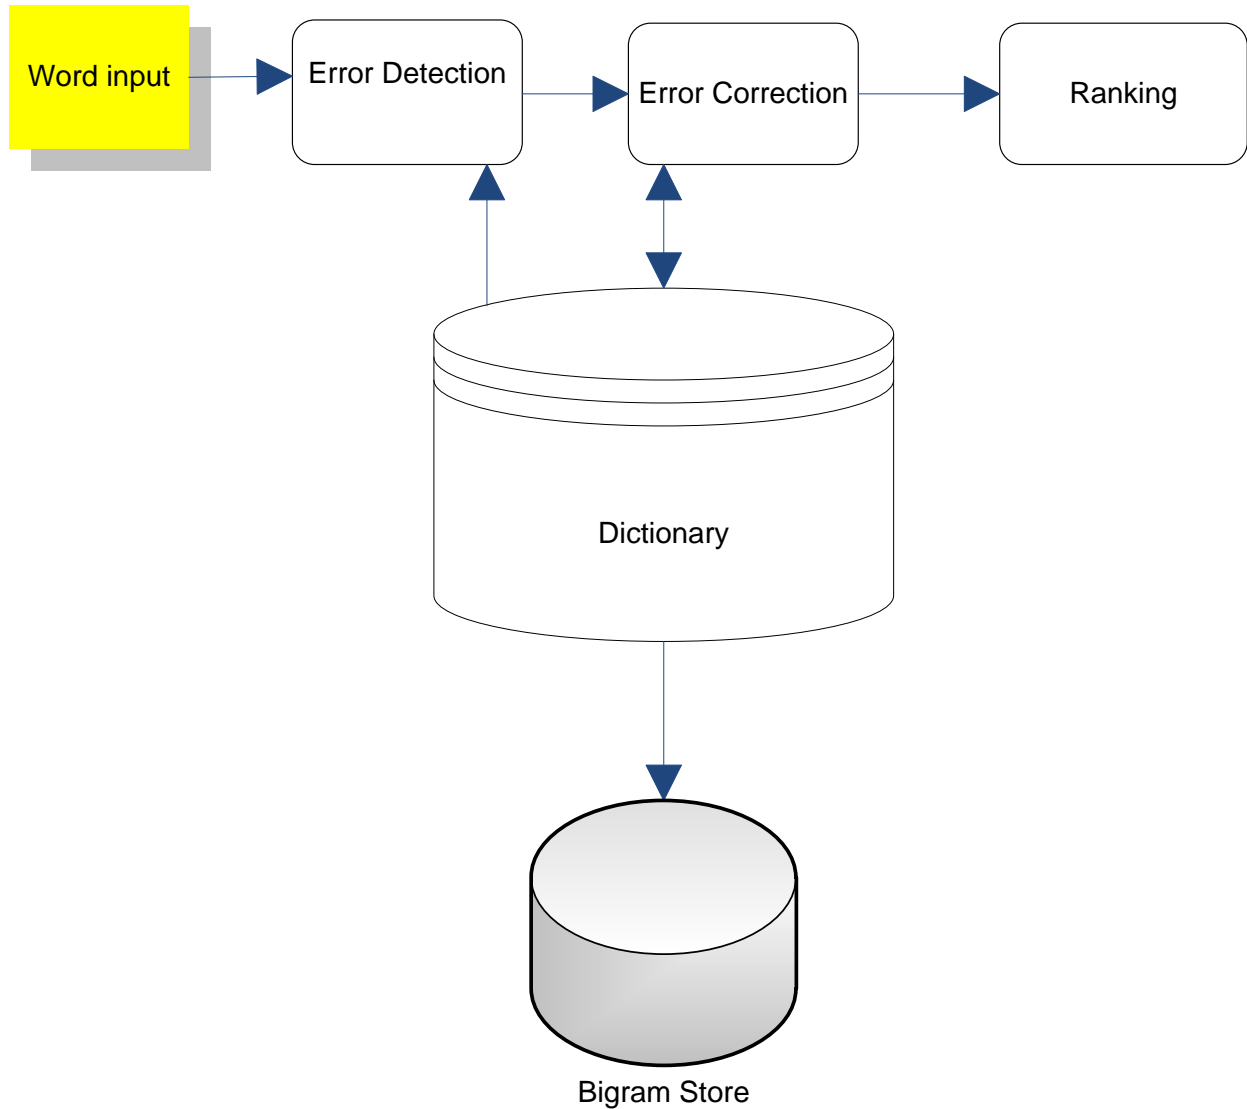 Word input
Error Detection
Error Correction
Ranking
Dictionary
Bigram Store